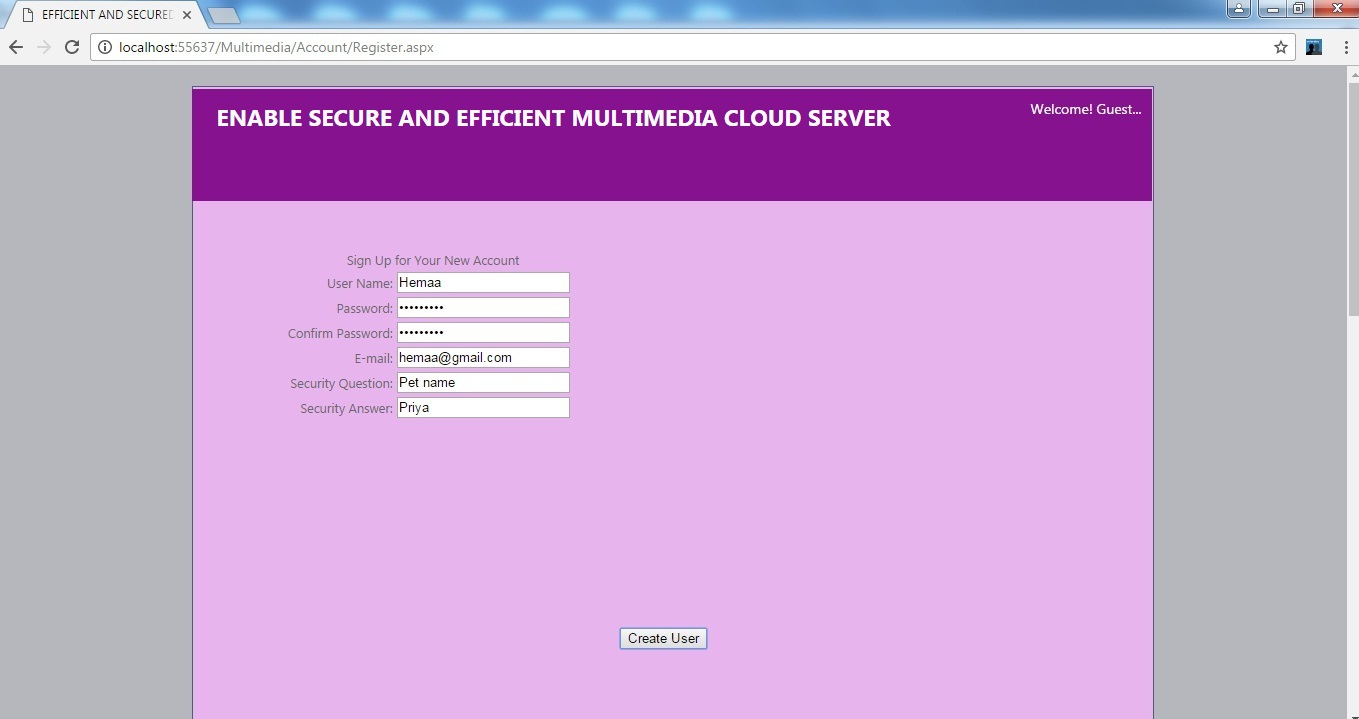 EFFICIENT AND SECURED
localhost:55637/Multimedia/Account/Register.aspx
ENABLE SECURE AND EFFICIENT MULTIMEDIA CLOUD SERVER
Welcome! Guest...
Sign Up for Your New Account
User Name: Hemaa
Password: •••••••••
Confirm Password: •••••••••
E-mail: hemaa@gmail.com
Security Question: Pet name
Security Answer: Priya
Create User